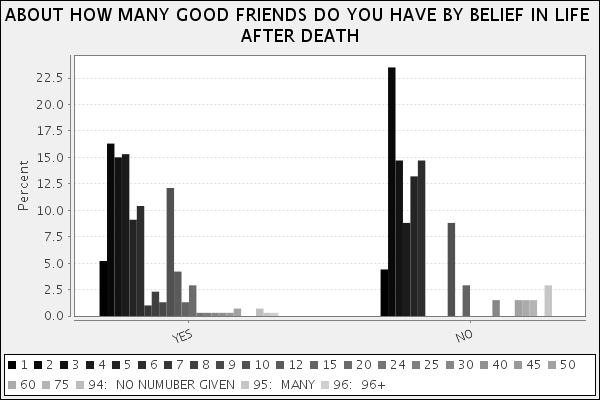 ABOUT HOW MANY GOOD FRIENDS DO YOU HAVE BY BELIEF IN LIFE
AFTER DEATH
Percent
22.5
20.0
17.5
15.0
12.5
10.0
7.5
5.0
2.5
0.0
YES NO
1 2 3 4 5 6 7 8 9 10 12 15 20 24 25 30 40 45 50
60 75 94: NO NUMUBER GIVEN 95: MANY 96: 96+